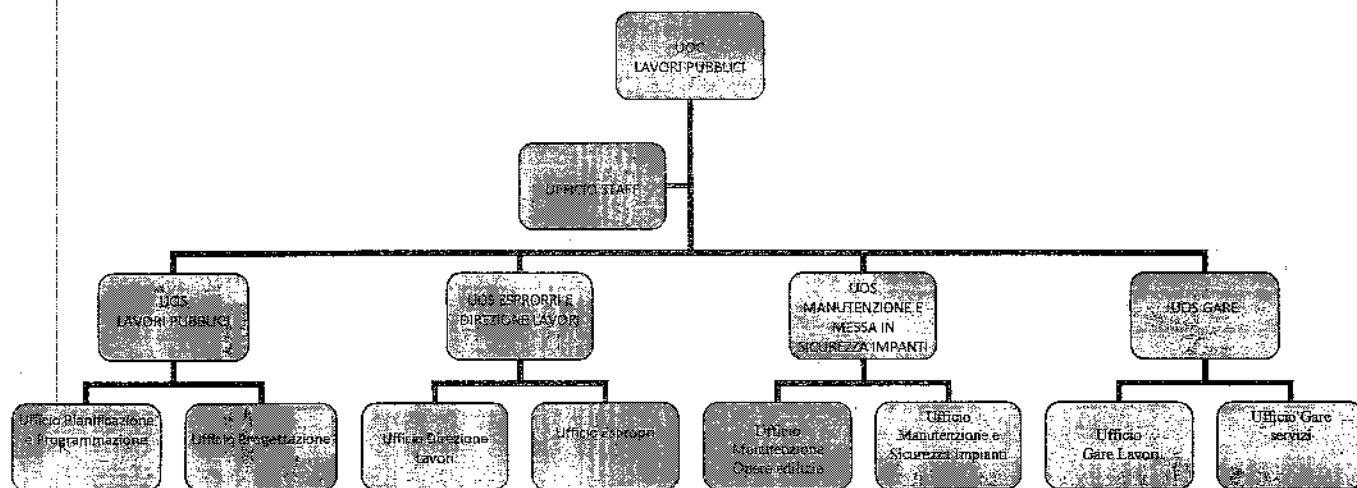 UOC
LAVORI PUBBLICI
UFFICIO STAFF
UOS
LAVORI PUBBLICI
UOS ESPRORRI E
DIREZIONE LAVORI
UOS
MANUTENZIONE E
MESSA IN
SICUREZZA IMPANTI
UOS GARE
Ufficio Pianificazione
e Programmazione
Ufficio Progettazione
Ufficio Direzione
Lavori
Ufficio Espropri
Ufficio
Manutenzione
Opere edilizie
Ufficio
Manutenzione e
Sicurezza Impianti
Ufficio
Gare Lavori
Ufficio Gare
servizi